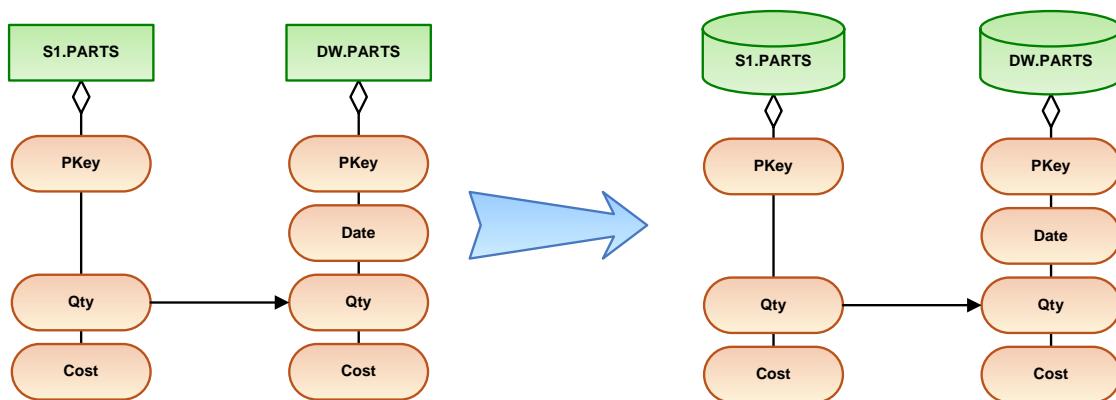 S1.PARTS
PKey
Qty
Cost
DW.PARTS
PKey
Date
Qty
Cost
S1.PARTS
PKey
Qty
Cost
DW.PARTS
PKey
Date
Qty
Cost